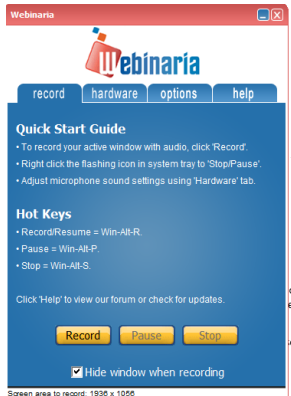 Webinaria
Webinaria
record hardware options help
Quick Start Guide
• To record your active window with audio, click 'Record'.
• Right click the flashing icon in system tray to 'Stop/Pause'.
• Adjust microphone sound settings using 'Hardware' tab.
Hot Keys
• Record/Resume = Win-Alt-R.
• Pause = Win-Alt-P.
• Stop = Win-Alt-S.
Click 'Help' to view our forum or check for updates.
Record Pause Stop
Hide window when recording
Screen area to record: 1936 x 1056